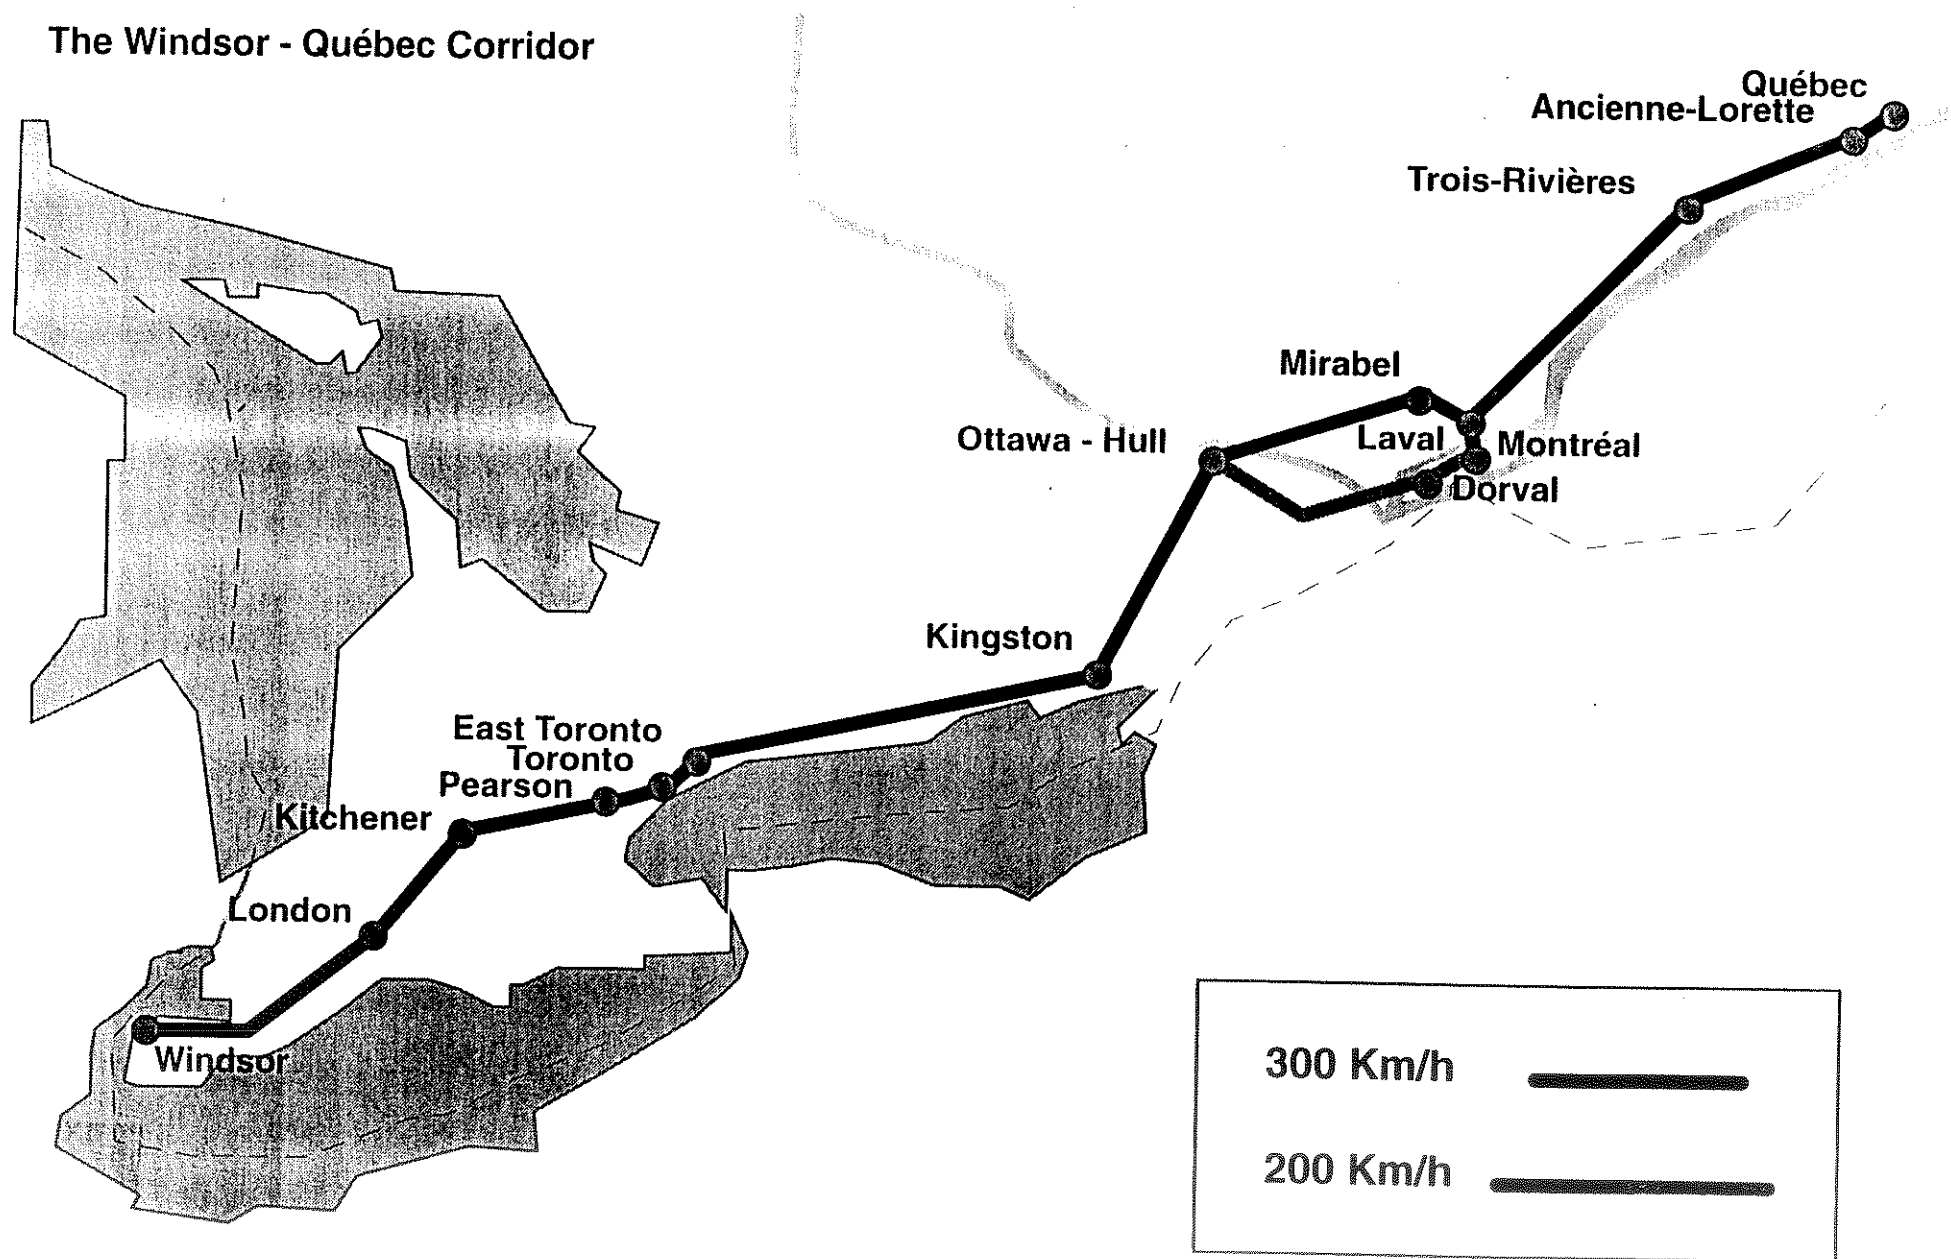 The Windsor - Québec Corridor
Québec
Ancienne-Lorette
Trois-Rivières
Mirabel
Ottawa - Hull
Laval
Montréal
Dorval
Kingston
East Toronto
Toronto
Pearson
Kitchener
London
Windsor
300 Km/h
200 Km/h